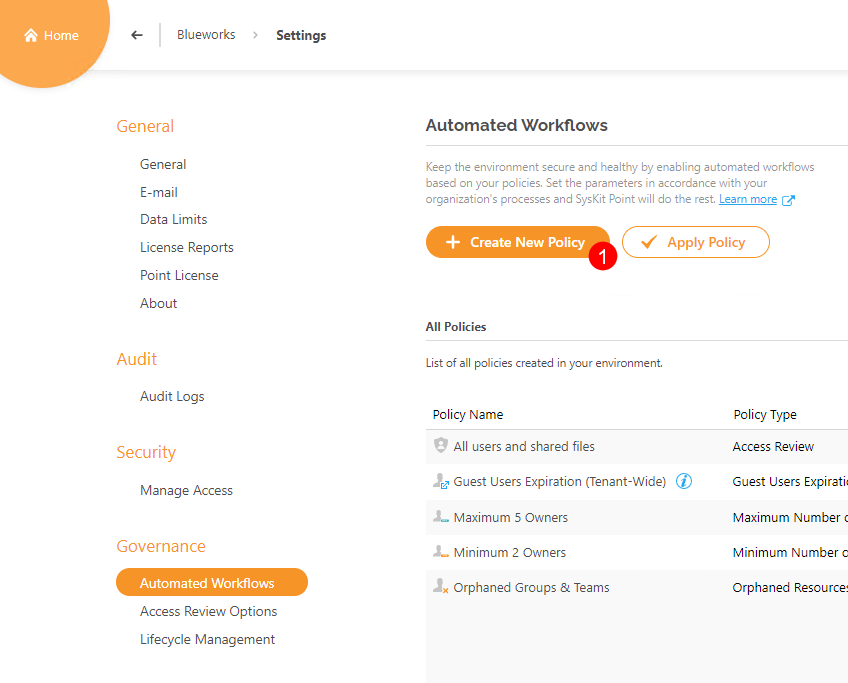 Home
Blueworks
Settings
General
General
E-mail
Data Limits
License Reports
Point License
About
Audit
Audit Logs
Security
Manage Access
Governance
Automated Workflows
Access Review Options
Lifecycle Management
Automated Workflows
Keep the environment secure and healthy by enabling automated workflows
based on your policies. Set the parameters in accordance with your
organization's processes and SysKit Point will do the rest. Learn more
Create New Policy
1
Apply Policy
All Policies
List of all policies created in your environment.
Policy Name Policy Type
All users and shared files Access Review
Guest Users Expiration (Tenant-Wide) i Guest Users Expiratio
Maximum 5 Owners Maximum Number o
Minimum 2 Owners Minimum Number o
Orphaned Groups & Teams Orphaned Resources